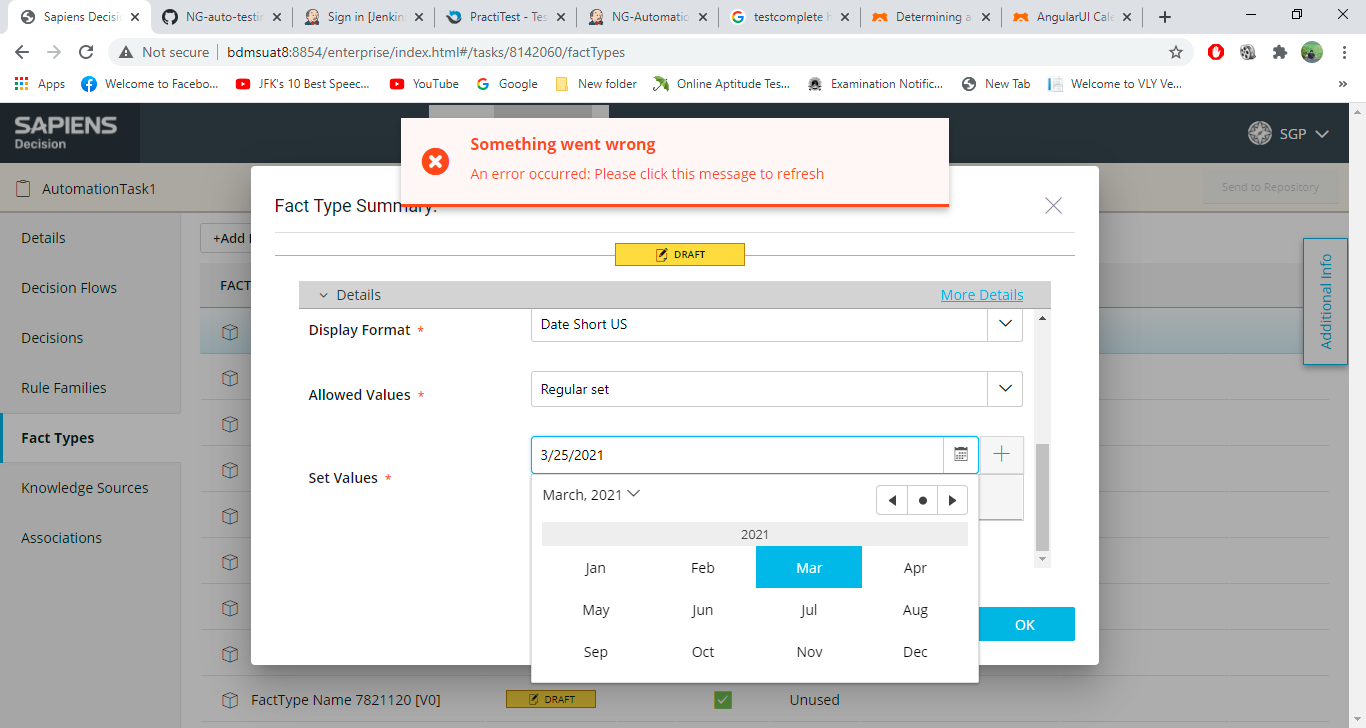 Sapiens Decisi
NG-auto-testin
Sign in [Jenkin
PractiTest - Tes
NG-Automatio
testcomplete h
Determining a
AngularUI Cale
Not secure
bdmsuat8:8854/enterprise/index.html#/tasks/8142060/factTypes
Apps
Welcome to Facebo...
JFK's 10 Best Speec...
YouTube
Google
New folder
Online Aptitude Tes...
Examination Notific...
New Tab
Welcome to VLY Ve...
SAPIENS
Decision
SGP
Something went wrong
An error occurred: Please click this message to refresh
AutomationTask1
Send to Repository
Fact Type Summary:
DRAFT
Details
Decision Flows
Decisions
Rule Families
Fact Types
Knowledge Sources
Associations
+Add
FACT
Additional Info
Details
More Details
Display Format *
Date Short US
Allowed Values *
Regular set
Set Values *
3/25/2021
March, 2021
2021
Jan Feb Mar Apr
May Jun Jul Aug
Sep Oct Nov Dec
OK
FactType Name 7821120 [V0]
DRAFT
Unused